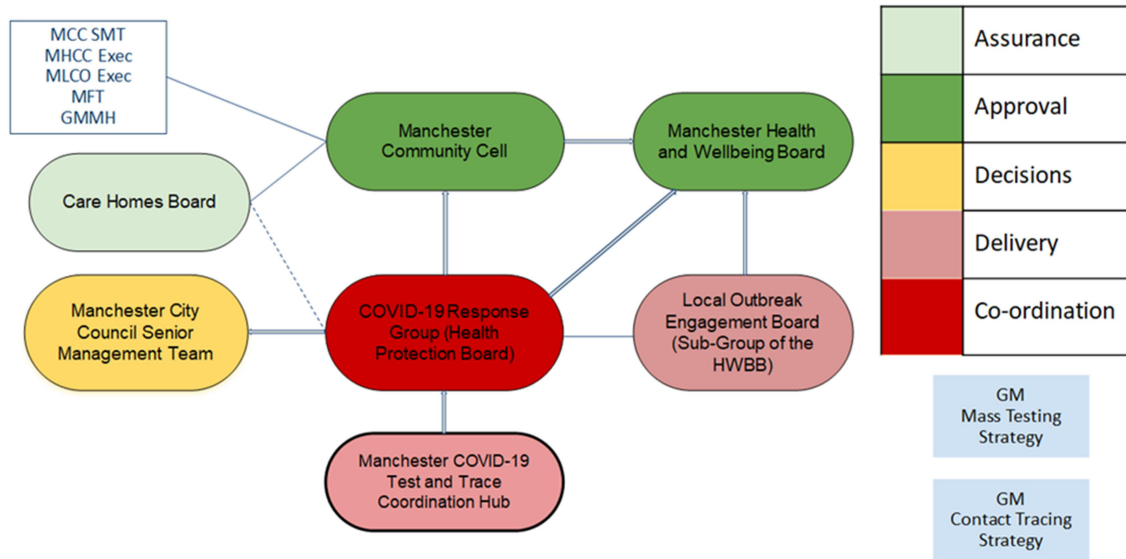 MCC SMT
MHCC Exec
MLCO Exec
MFT
GMMH
Manchester
Community Cell
Manchester Health
and Wellbeing Board
Care Homes Board
Manchester City
Council Senior
Management Team
COVID-19 Response
Group (Health
Protection Board)
Local Outbreak
Engagement Board
(Sub-Group of the
HWBB)
Manchester COVID-19
Test and Trace
Coordination Hub
Assurance
Approval
Decisions
Delivery
Co-ordination
GM
Mass Testing
Strategy
GM
Contact Tracing
Strategy